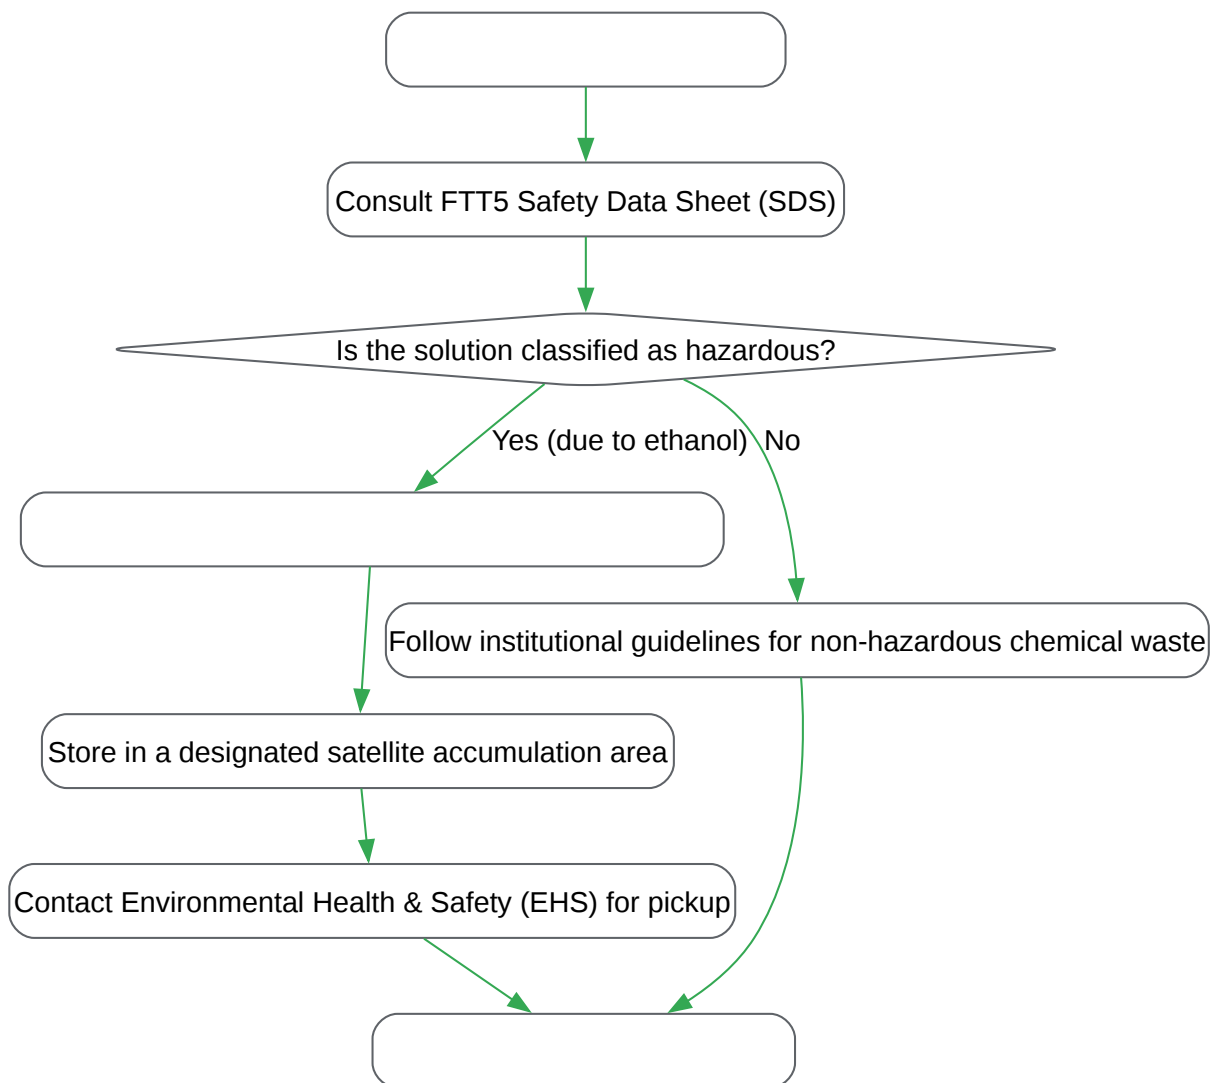 Consult FTT5 Safety Data Sheet (SDS)
Is the solution classified as hazardous?
Yes (due to ethanol)
No
Follow institutional guidelines for non-hazardous chemical waste
Store in a designated satellite accumulation area
Contact Environmental Health & Safety (EHS) for pickup